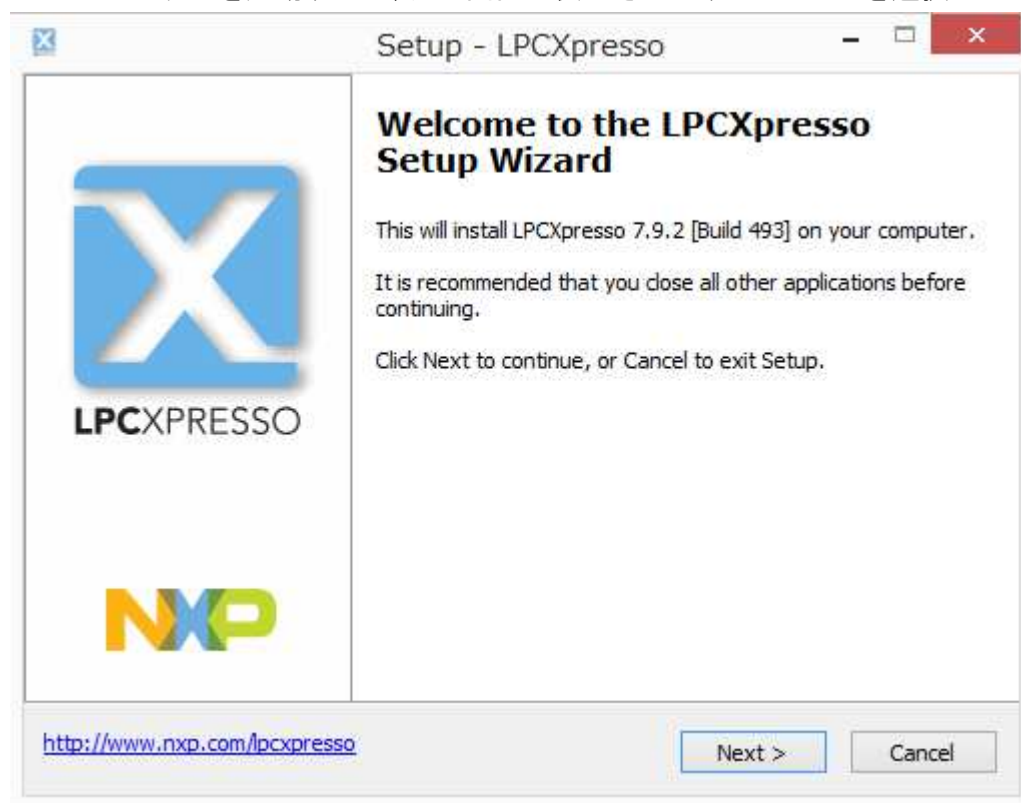 Setup - LPCXpresso
Welcome to the LPCXpresso
Setup Wizard
This will install LPCXpresso 7.9.2 [Build 493] on your computer.
It is recommended that you close all other applications before
continuing.
Click Next to continue, or Cancel to exit Setup.
LPCXPRESSO
NXP
http://www.nxp.com/lpcxpresso
Next >
Cancel